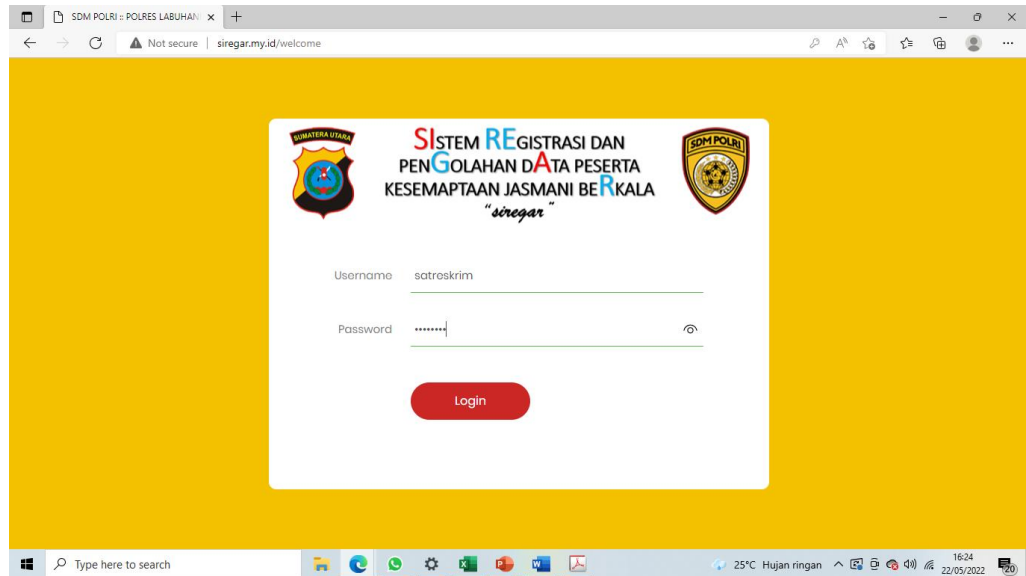 SDM POLRI :: POLRES LABUHAN
Not secure | siregar.my.id/welcome
SUMATERA UTARA
SISTEM REGISTRASI DAN
PENGOLAHAN DATA PESERTA
KESEMAPTAAN JASMANI BERKALA
"siregar"
SDM POLRI
Username satreskrim
Password ••••••••
Login
Type here to search
25°C Hujan ringan
16:24
22/05/2022
20